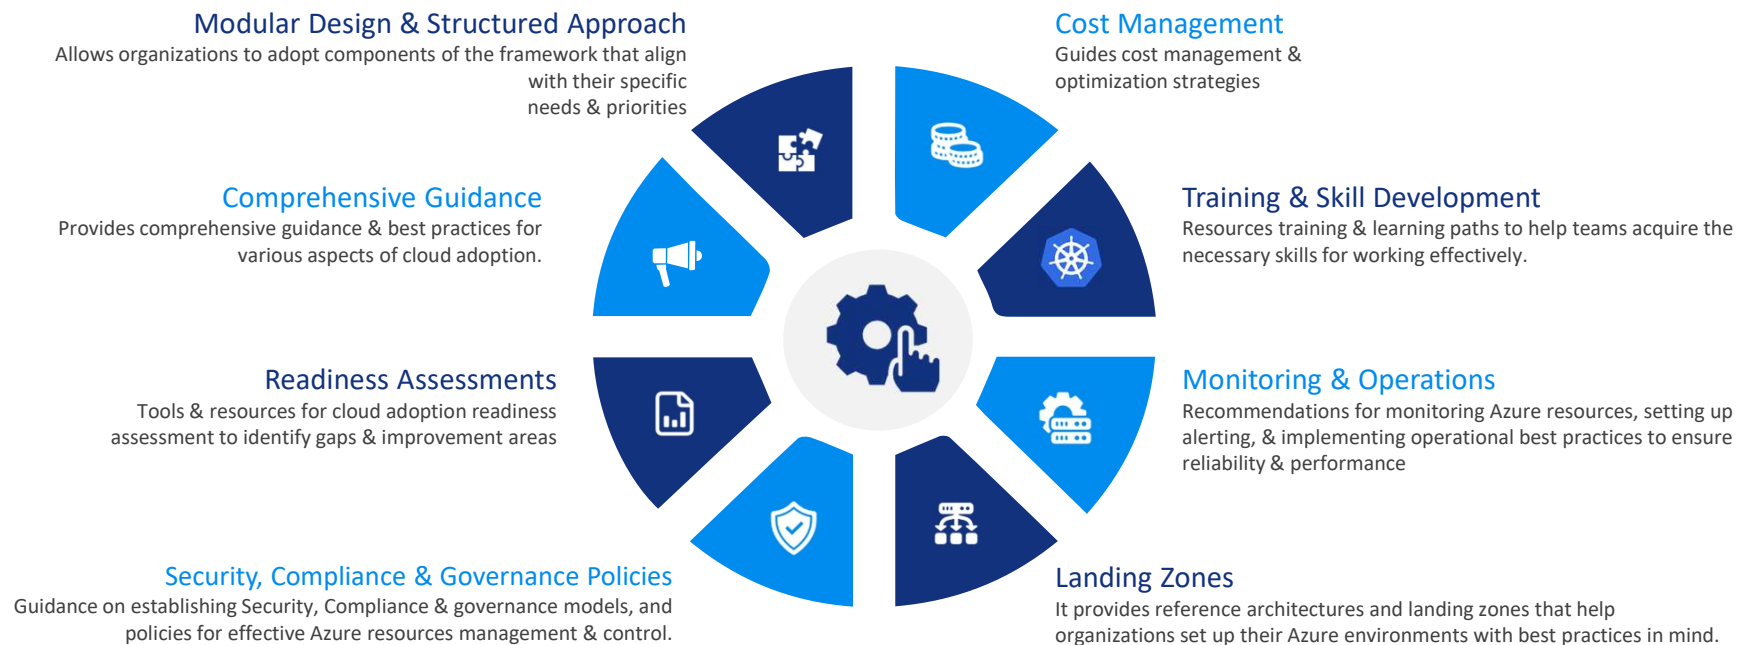 Modular Design & Structured Approach
Allows organizations to adopt components of the framework that align
with their specific
needs & priorities
Cost Management
Guides cost management &
optimization strategies
Comprehensive Guidance
Provides comprehensive guidance & best practices for
various aspects of cloud adoption.
Training & Skill Development
Resources training & learning paths to help teams acquire the
necessary skills for working effectively.
Readiness Assessments
Tools & resources for cloud adoption readiness
assessment to identify gaps & improvement areas
Monitoring & Operations
Recommendations for monitoring Azure resources, setting up
alerting, & implementing operational best practices to ensure
reliability & performance
Security, Compliance & Governance Policies
Guidance on establishing Security, Compliance & governance models, and
policies for effective Azure resources management & control.
Landing Zones
It provides reference architectures and landing zones that help
organizations set up their Azure environments with best practices in mind.